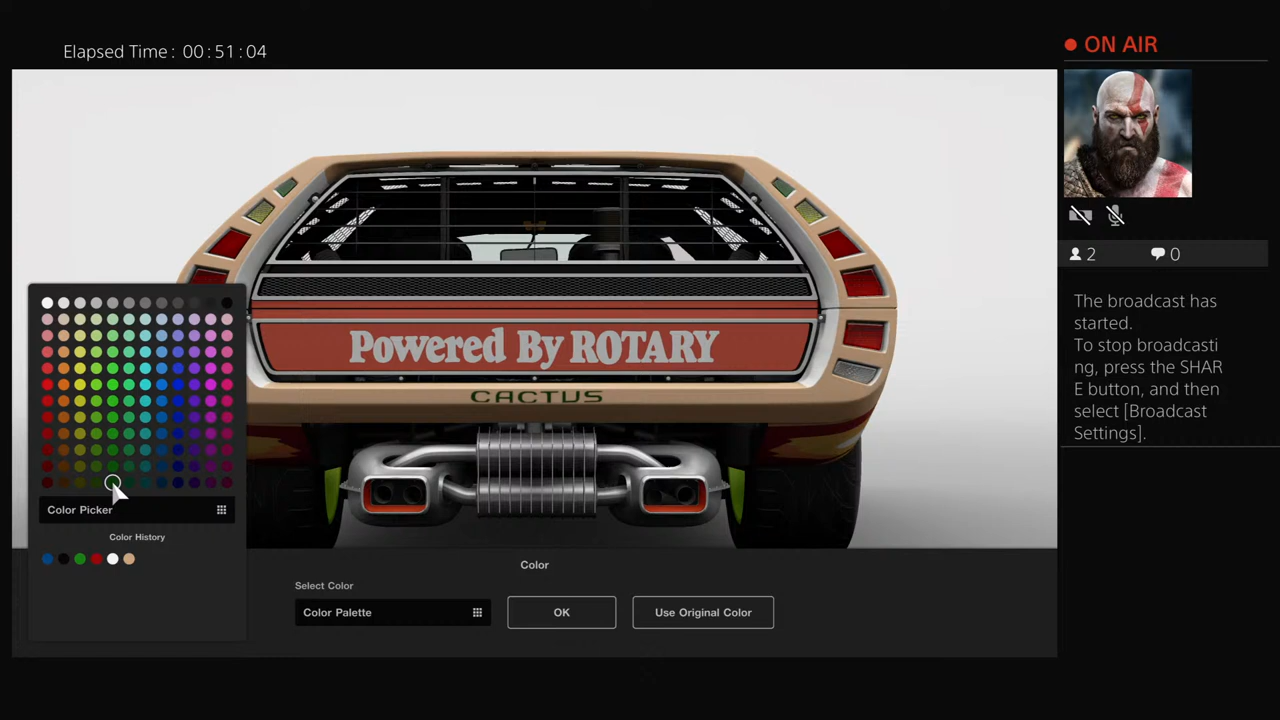 Elapsed Time: 00:51:04
ON AIR
2
0
The broadcast has
started.
To stop broadcasti
ng, press the SHAR
E button, and then
select [Broadcast
Settings].
Powered By ROTARY
CACTUS
Color Picker
Color History
Color
Select Color
Color Palette
OK
Use Original Color